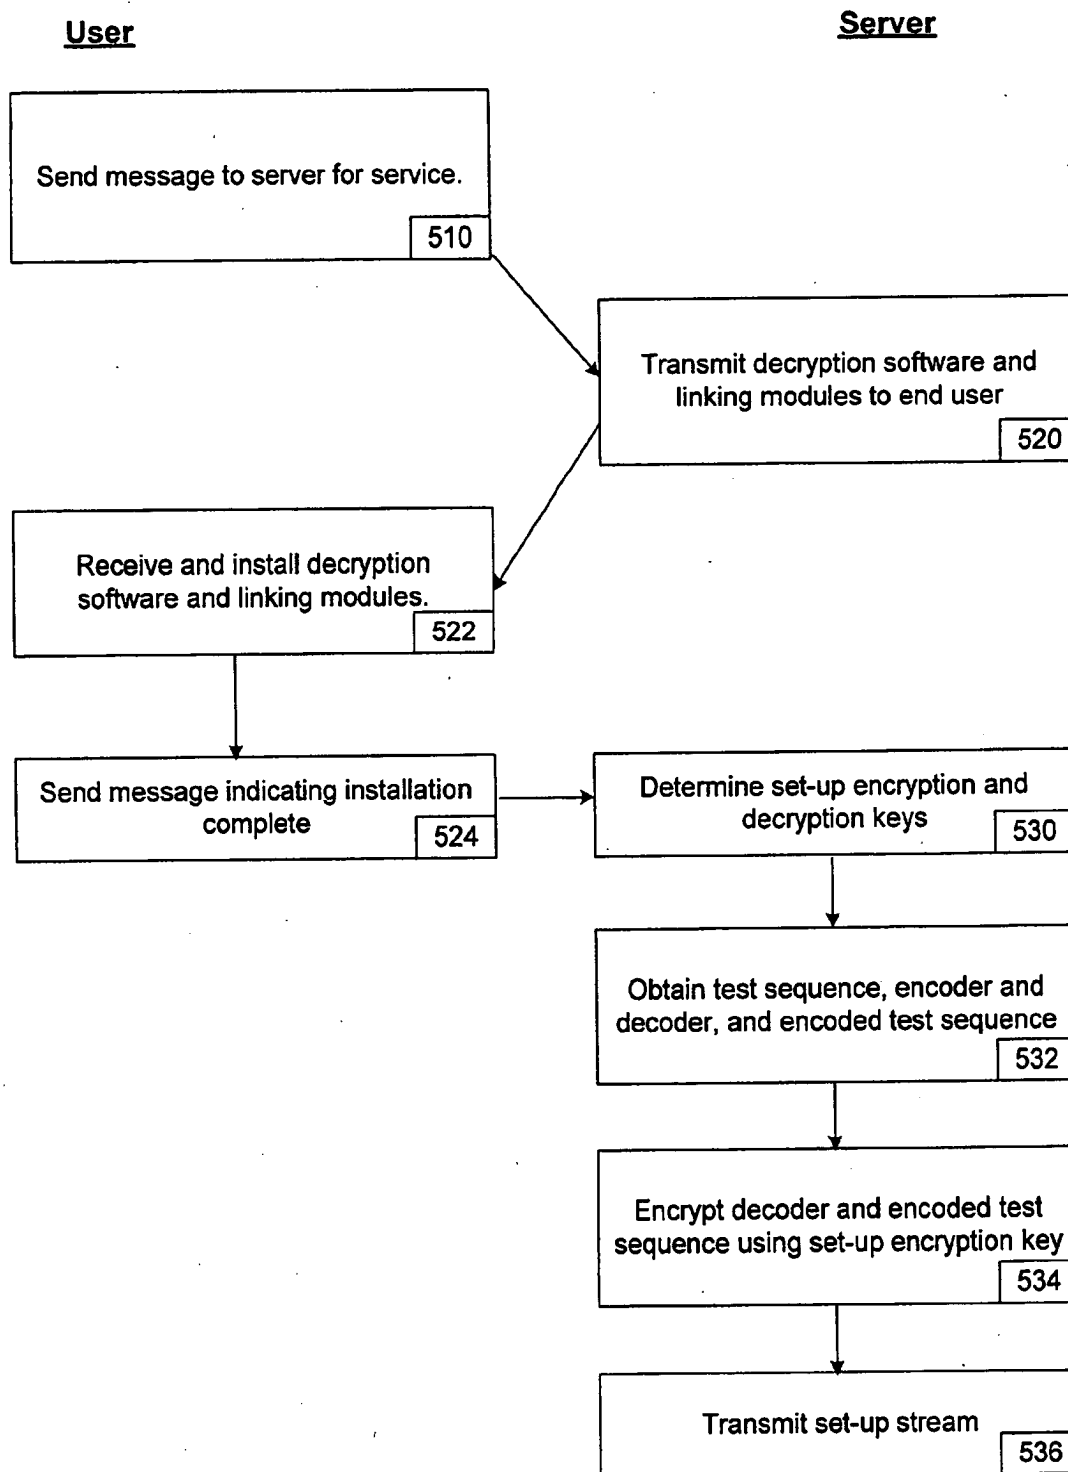 User
Server
Send message to server for service.
510
Transmit decryption software and
linking modules to end user
520
Receive and install decryption
software and linking modules.
522
Send message indicating installation
complete
524
Determine set-up encryption and
decryption keys
530
Obtain test sequence, encoder and
decoder, and encoded test sequence
532
Encrypt decoder and encoded test
sequence using set-up encryption key
534
Transmit set-up stream
536